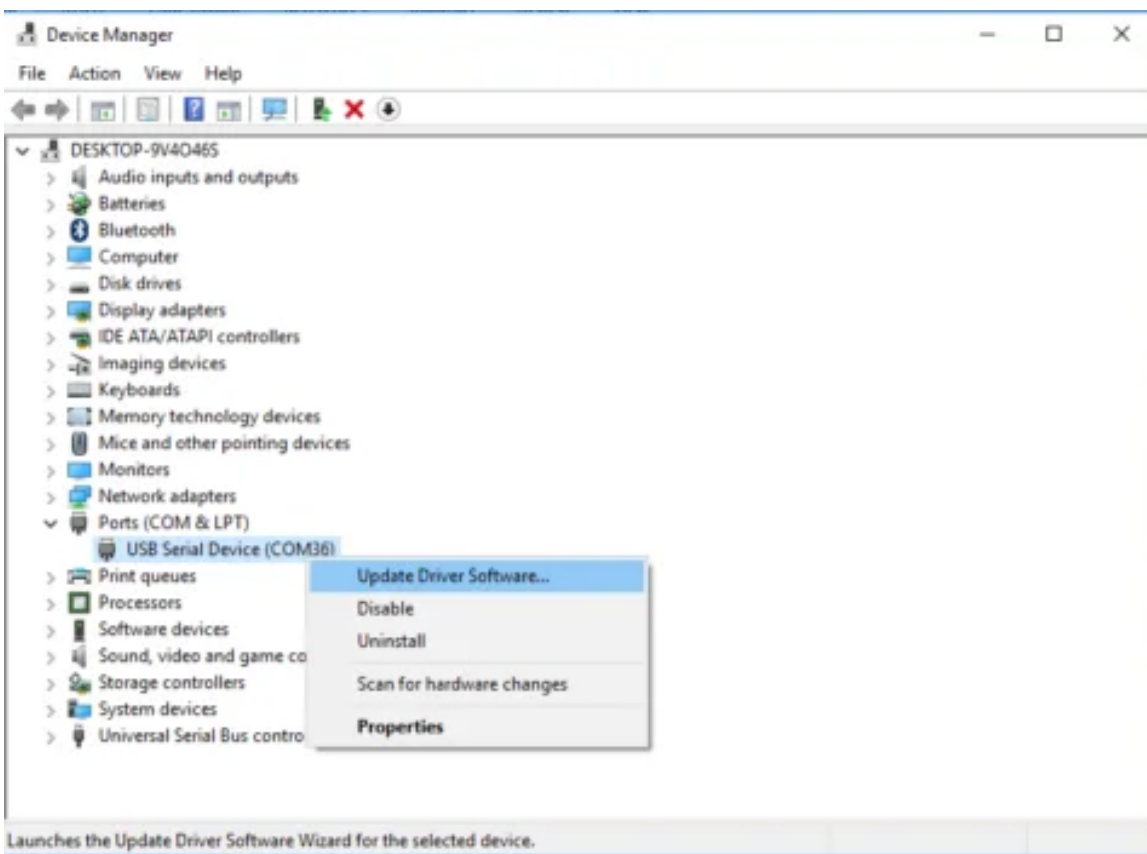 Device Manager
File Action View Help
DESKTOP-9V4O46S
Audio inputs and outputs
Batteries
Bluetooth
Computer
Disk drives
Display adapters
IDE ATA/ATAPI controllers
Imaging devices
Keyboards
Memory technology devices
Mice and other pointing devices
Monitors
Network adapters
Ports (COM & LPT)
USB Serial Device (COM36)
Print queues
Processors
Software devices
Sound, video and game co
Storage controllers
System devices
Universal Serial Bus contro
Update Driver Software...
Disable
Uninstall
Scan for hardware changes
Properties
Launches the Update Driver Software Wizard for the selected device.